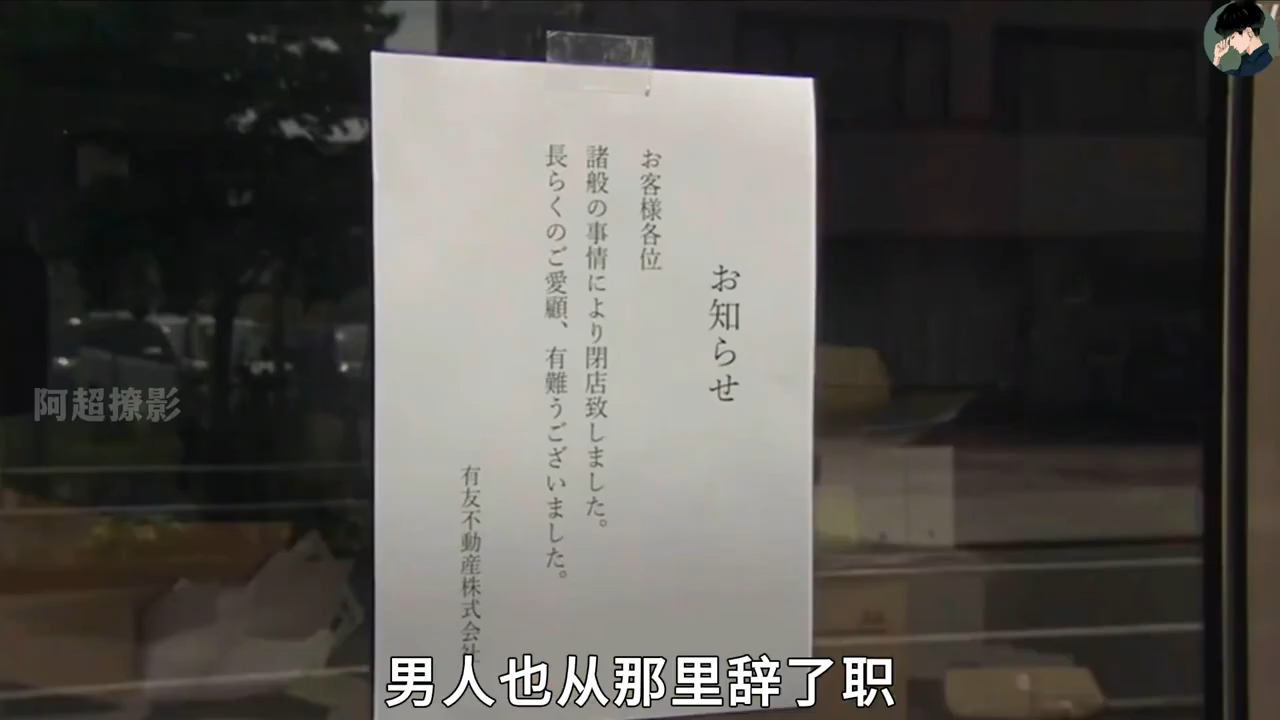 お知らせ
お客様各位
諸般の事情により閉店致しました。
長らくのご愛顧、有難うございました。
有友不動産株式会社
阿超撩影
男人也从那里辞了职